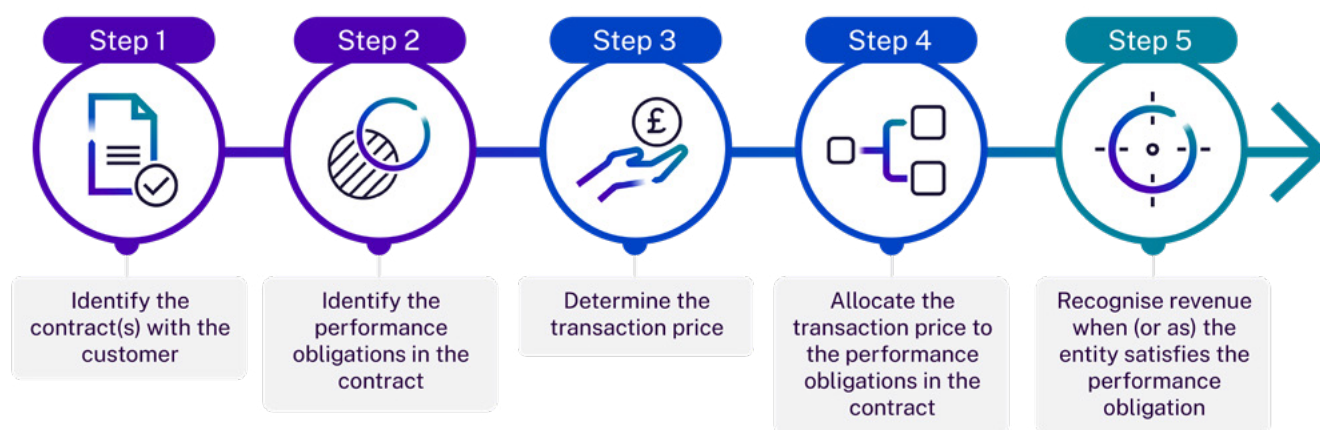 Step 1
Step 2
Step 3
Step 4
Step 5
£
Identify the
contract(s) with the
customer
Identify the
performance
obligations in the
contract
Determine the
transaction price
Allocate the
transaction price to
the performance
obligations in the
contract
Recognise revenue
when (or as) the
entity satisfies the
performance
obligation